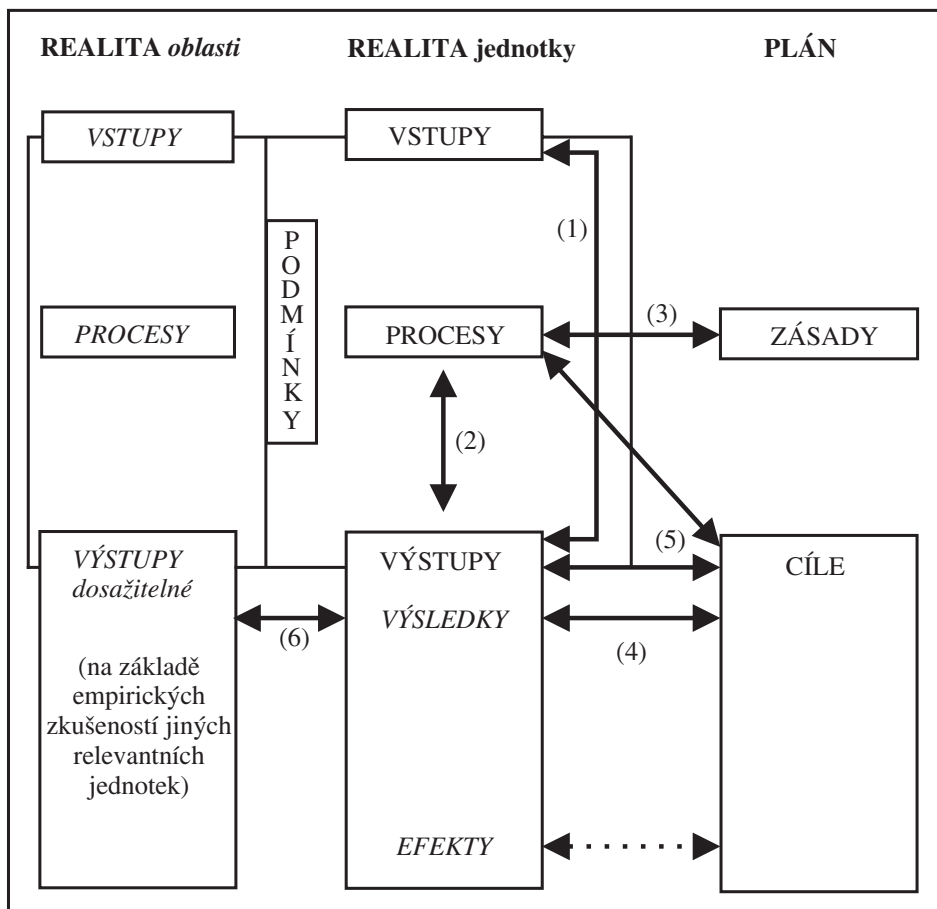 REALITA oblasti
REALITA jednotky
PLÁN
VSTUPY
VSTUPY
(1)
PODMÍNKY
PROCESY
PROCESY
(3)
ZÁSADY
(2)
VÝSTUPY
dosažitelné
(na základě
empirických
zkušeností jiných
relevantních
jednotek)
(6)
VÝSTUPY
VÝSLEDKY
EFEKTY
(5)
(4)
CÍLE